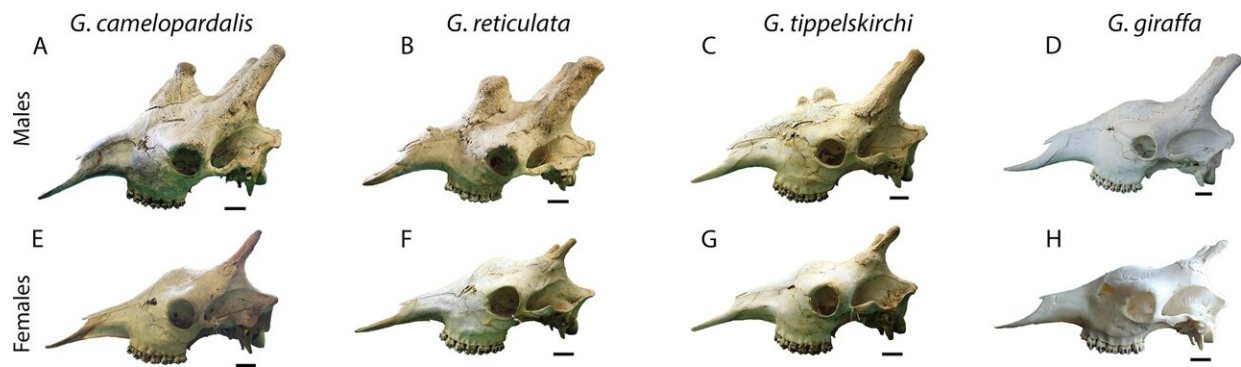 G. camelopardalis G. reticulata G. tippelskirchi G. giraffa
A B C D
Males
E F G H
Females